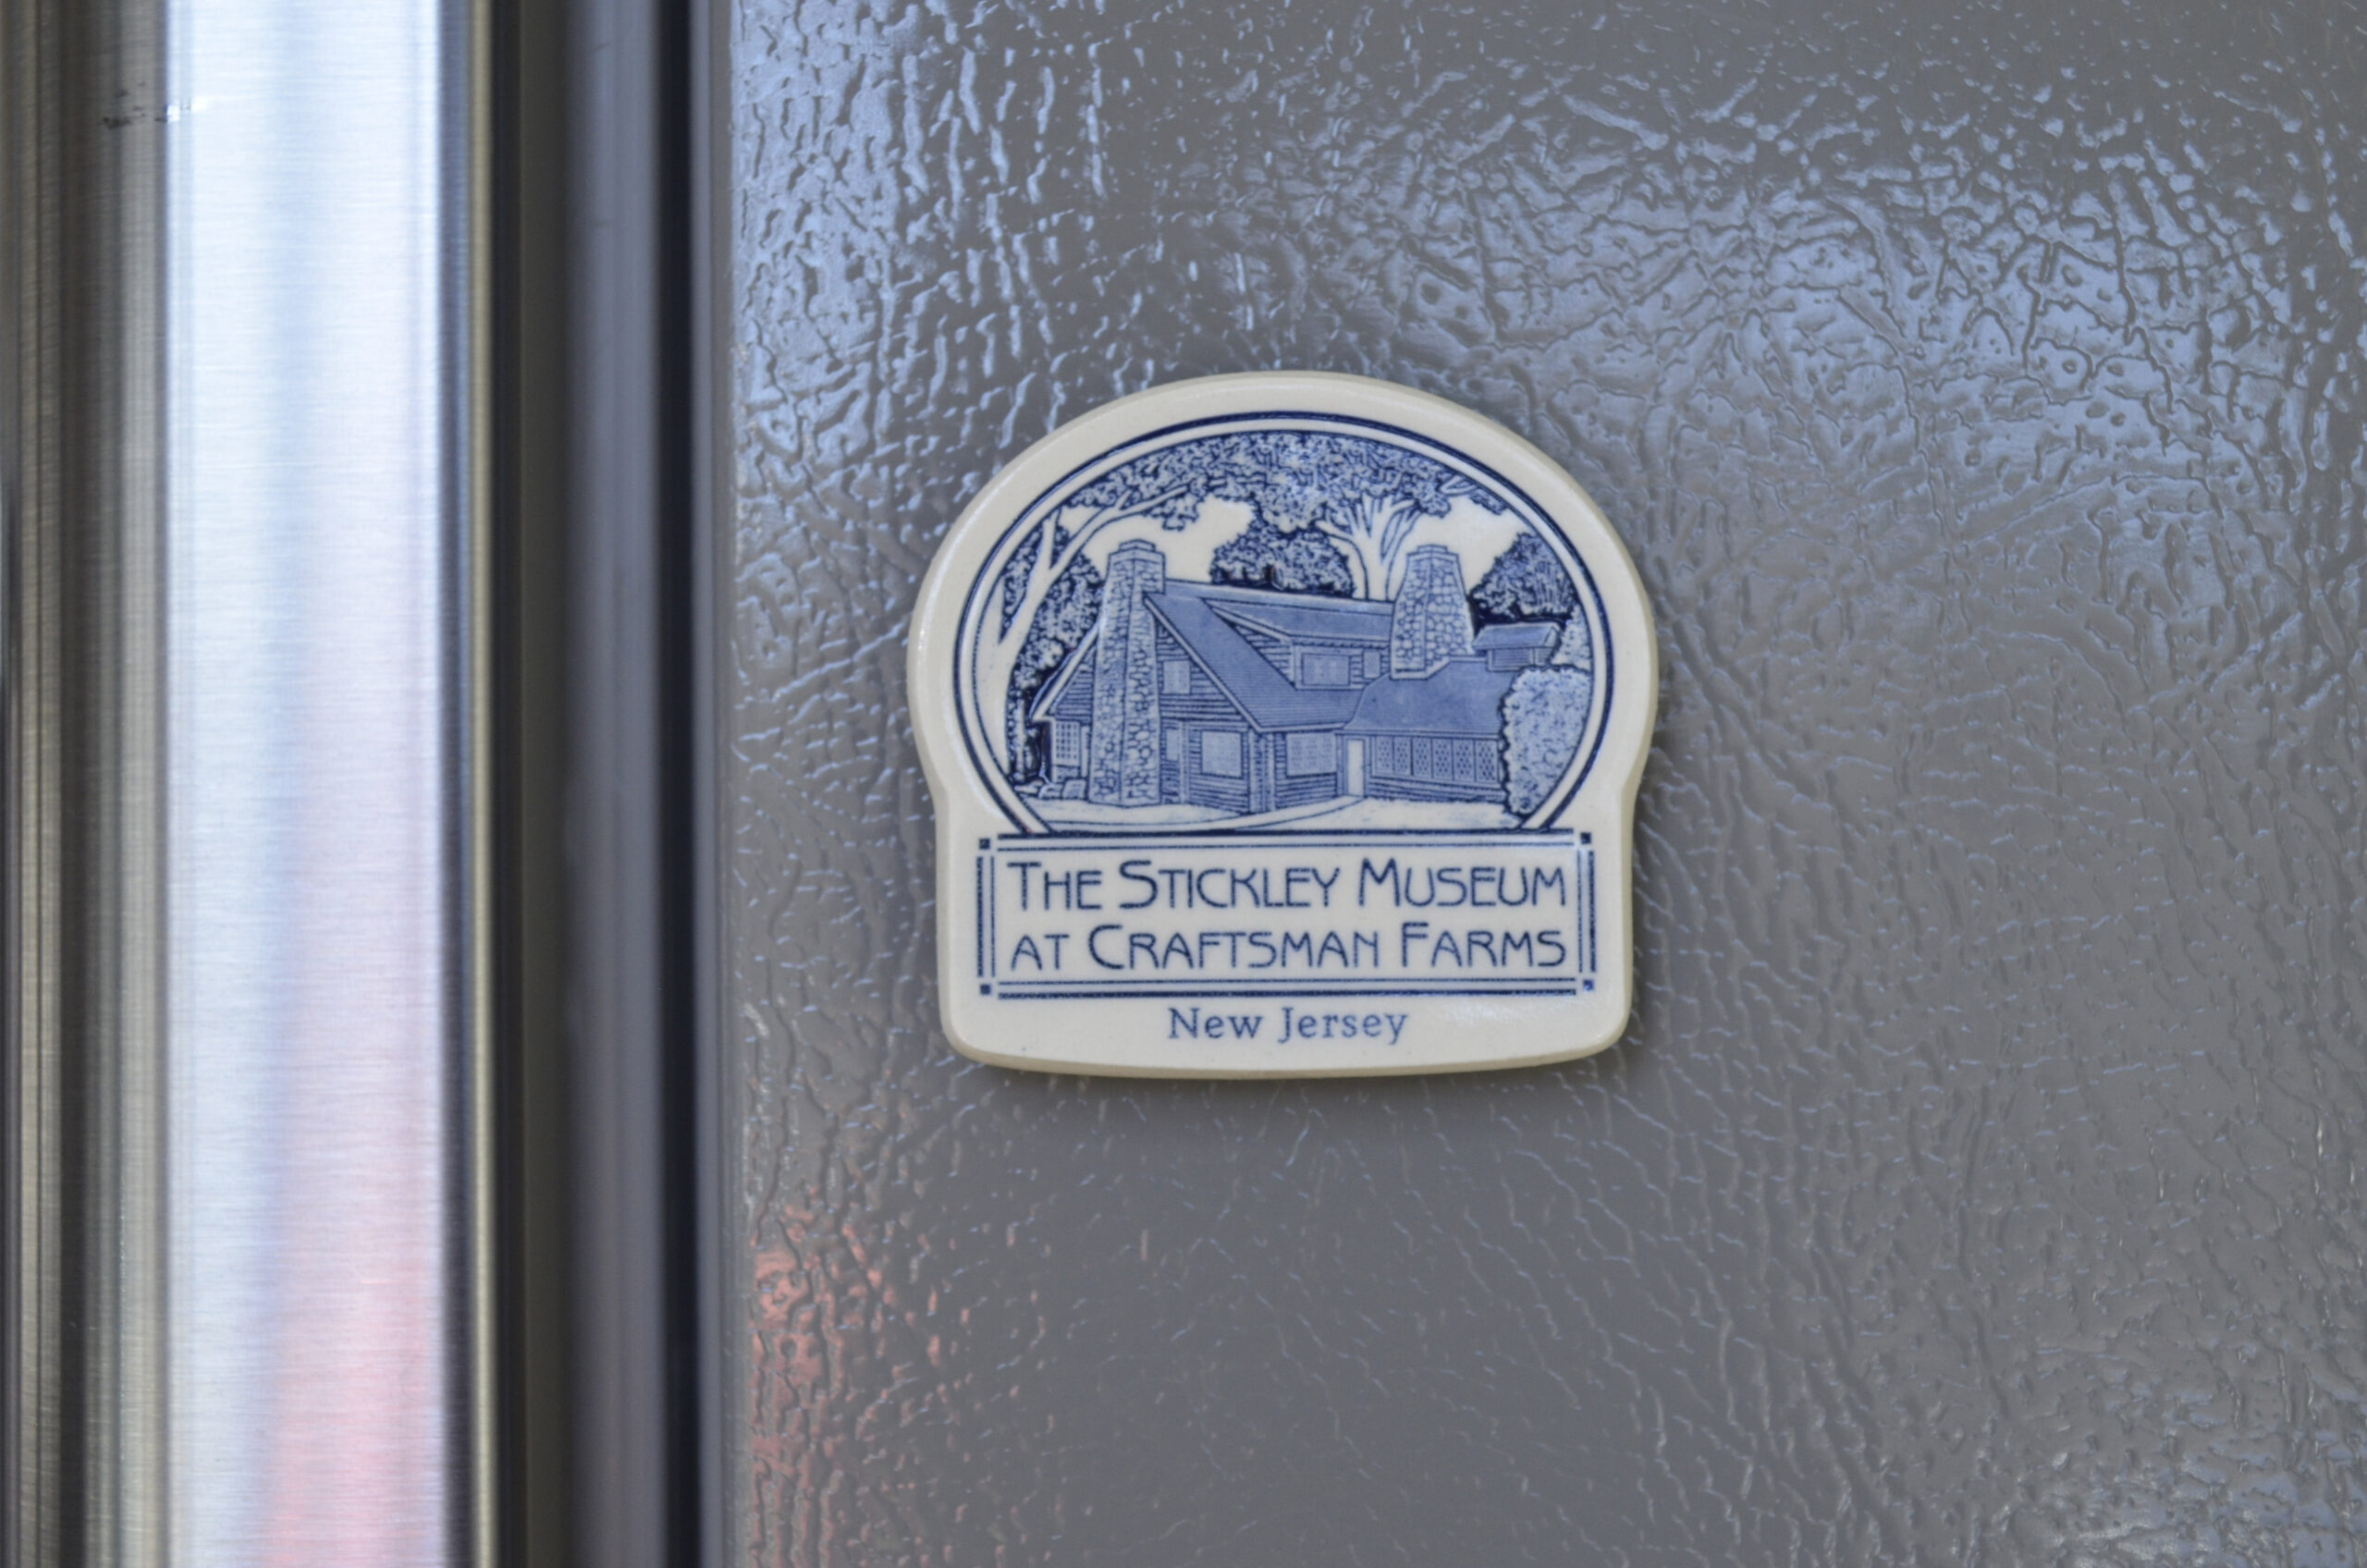 THE STICKLEY MUSEUM
AT CRAFTSMAN FARMS
New Jersey